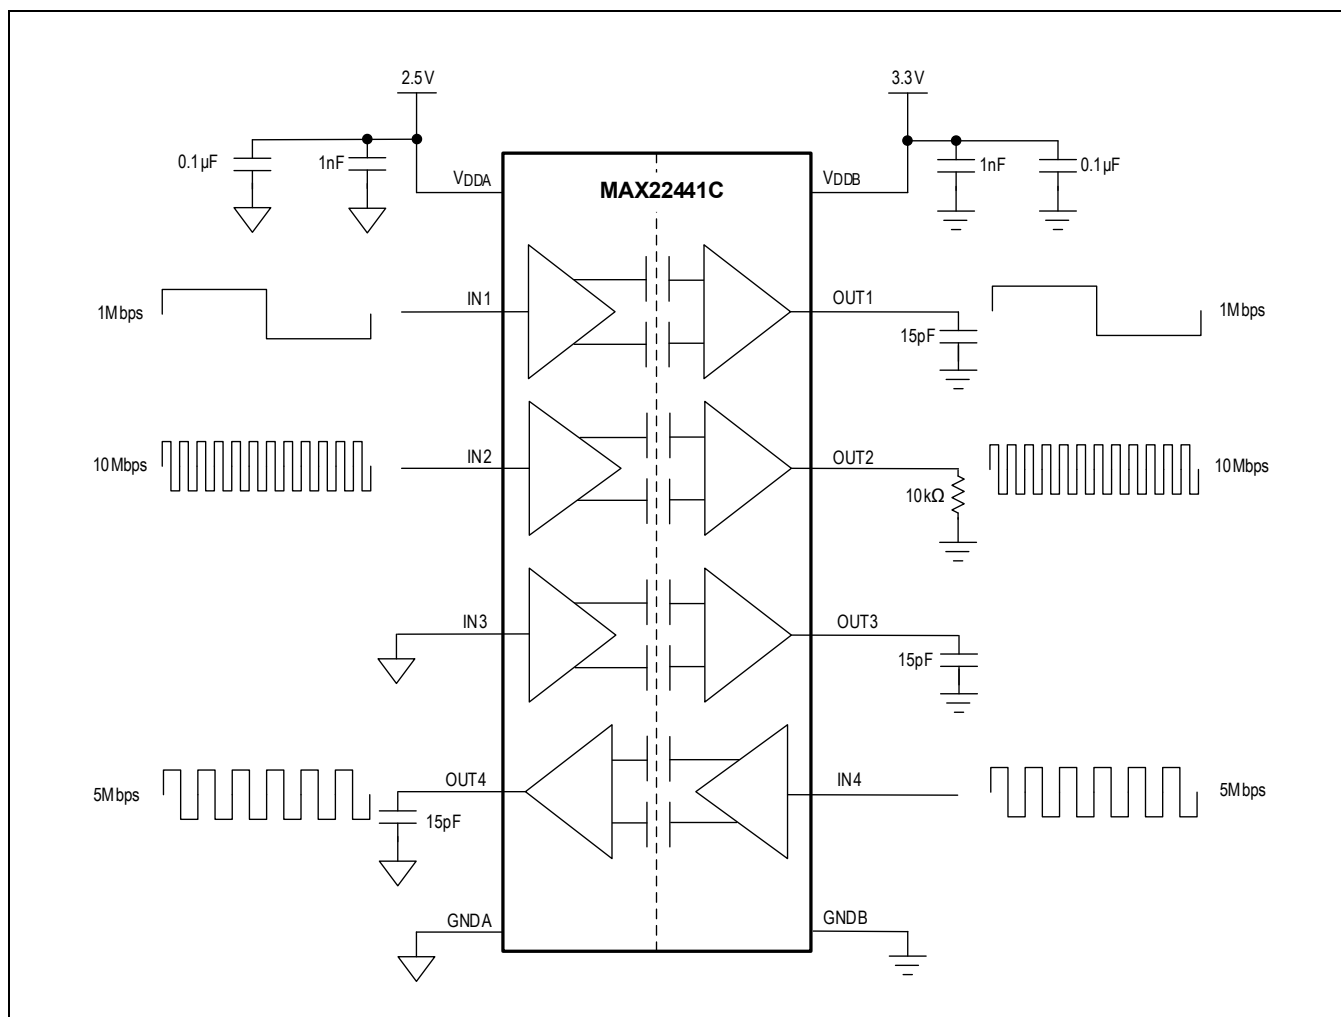 2.5V
3.3V
0.1µF
1nF
1nF
0.1µF
VDDA
MAX22441C
VDDB
1Mbps
IN1
OUT1
1Mbps
15pF
10Mbps
IN2
OUT2
10Mbps
10kΩ
IN3
OUT3
15pF
5Mbps
OUT4
IN4
5Mbps
15pF
GNDA
GNDB